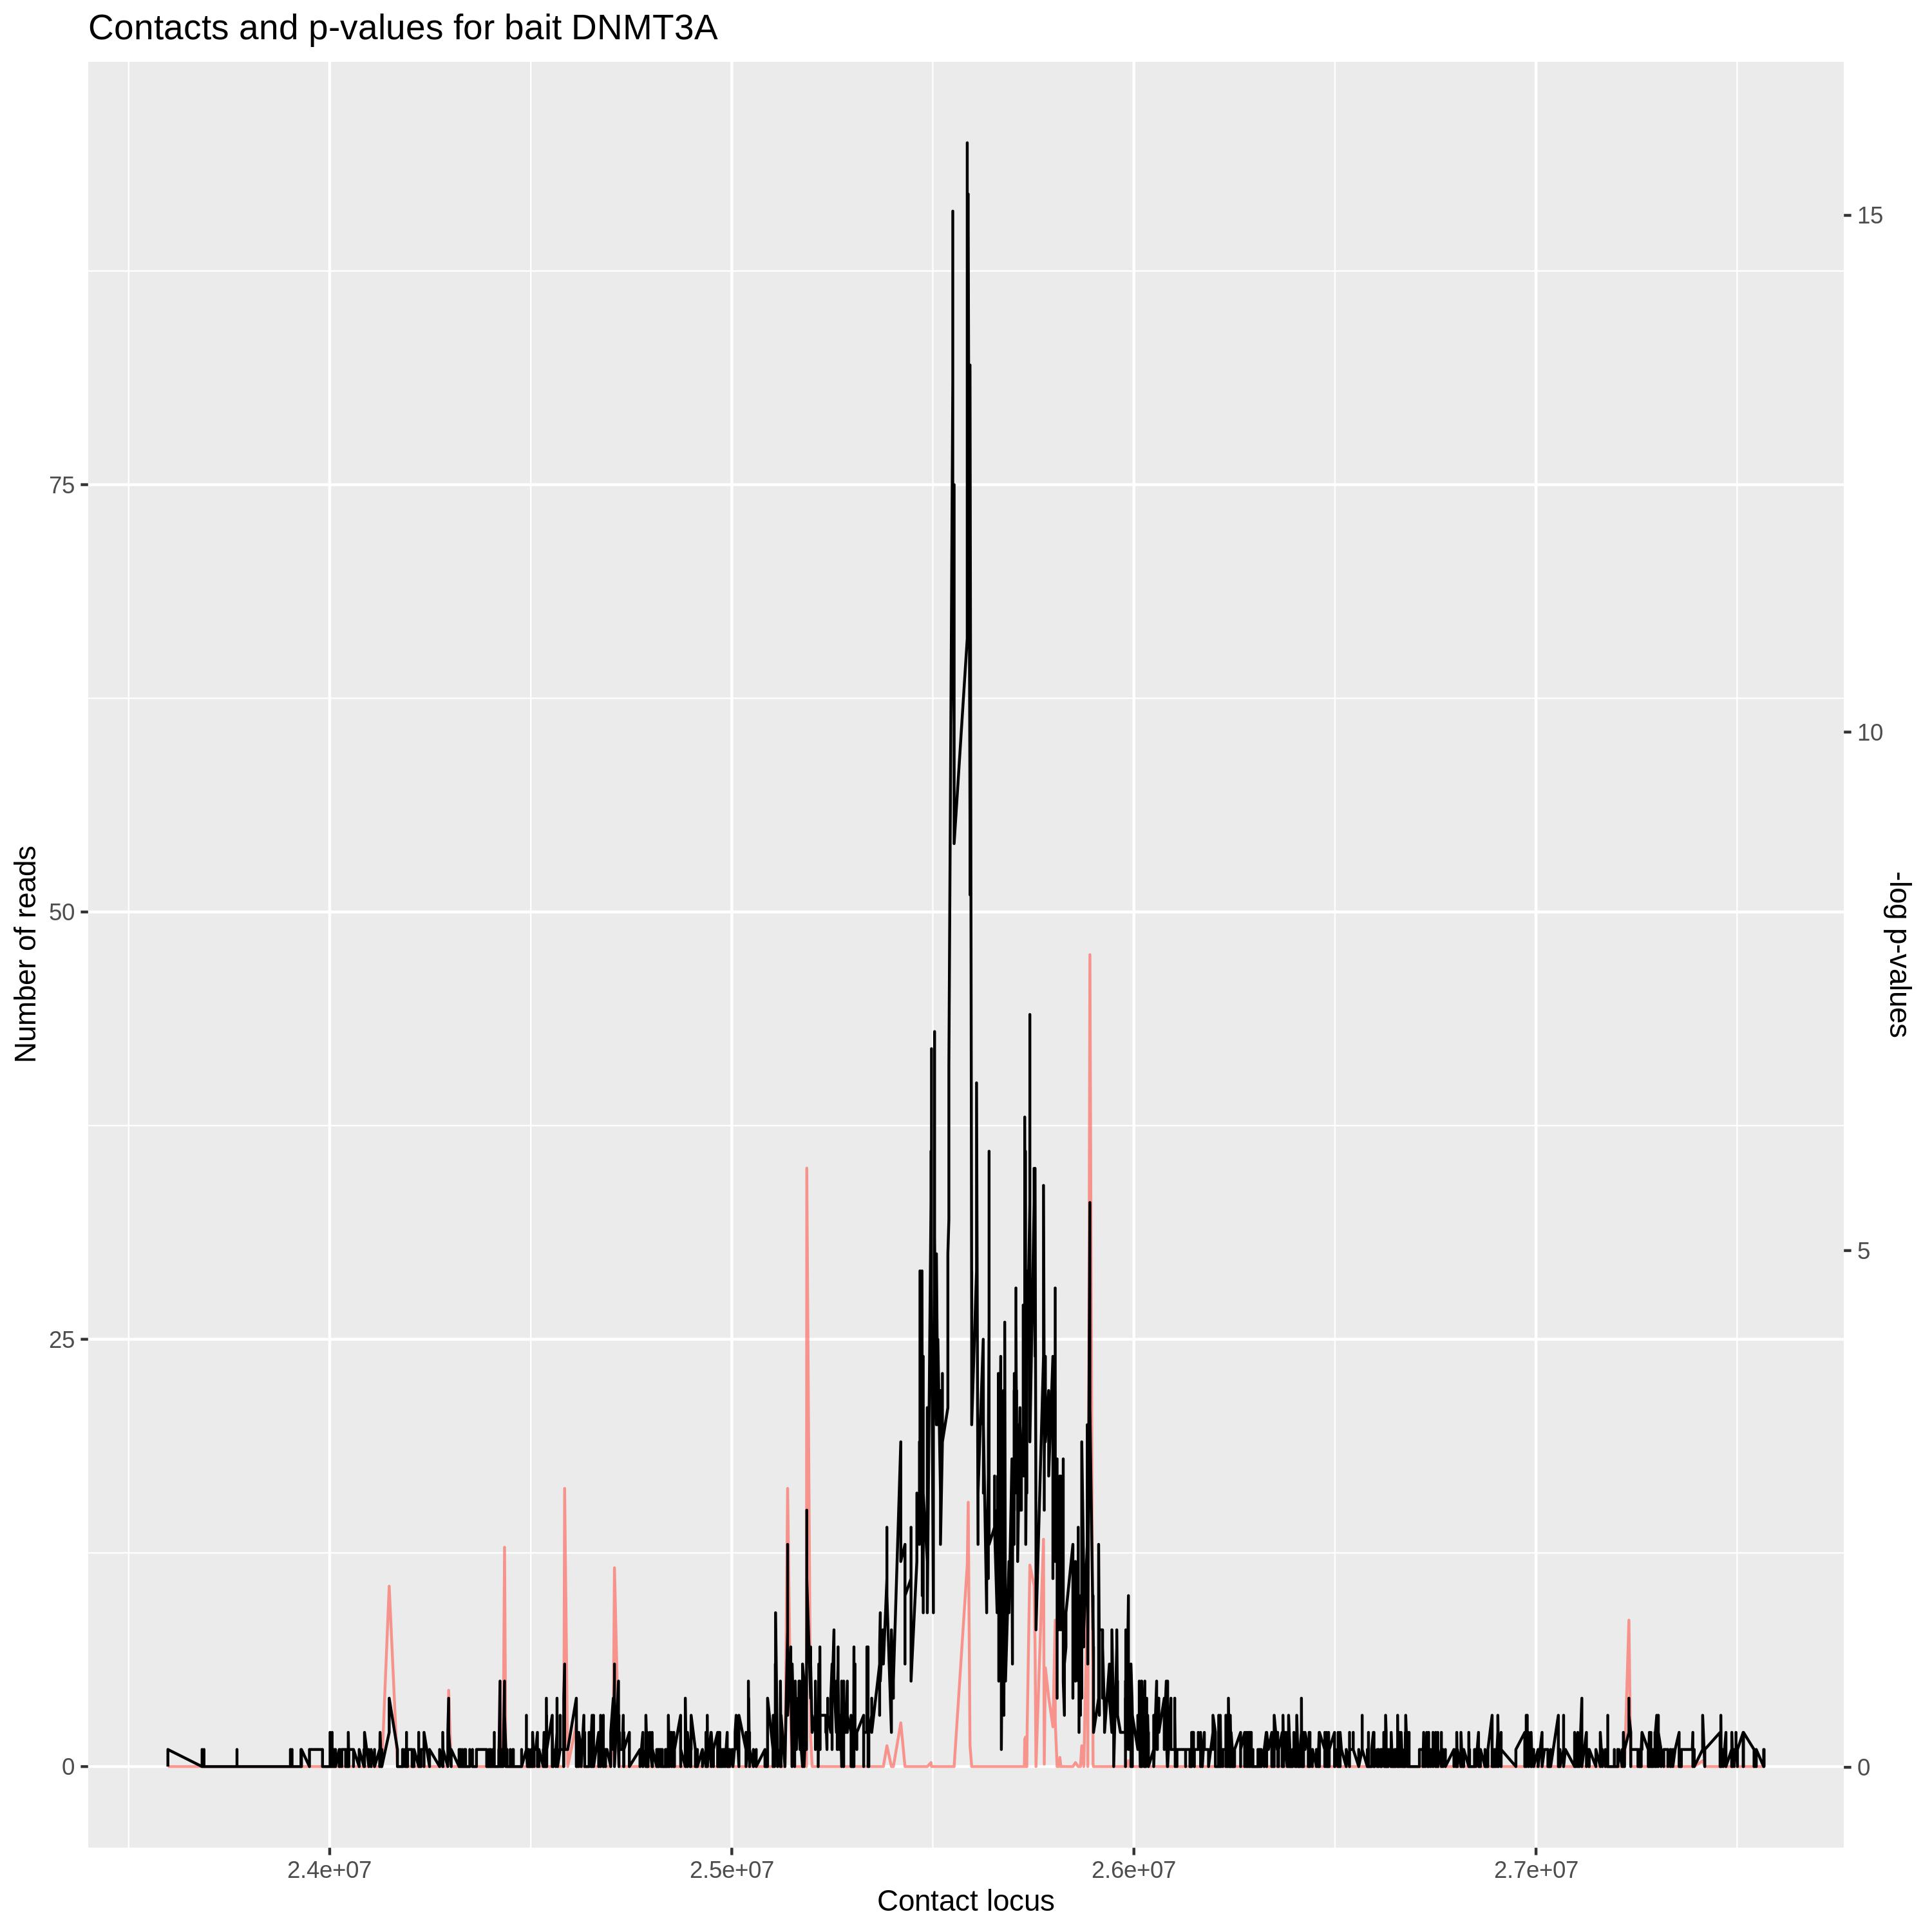 Contacts and p-values for bait DNMT3A
Number of reads
75
50
25
0
15
10
5
0
-log p-values
2.4e+07
2.5e+07
2.6e+07
2.7e+07
Contact locus